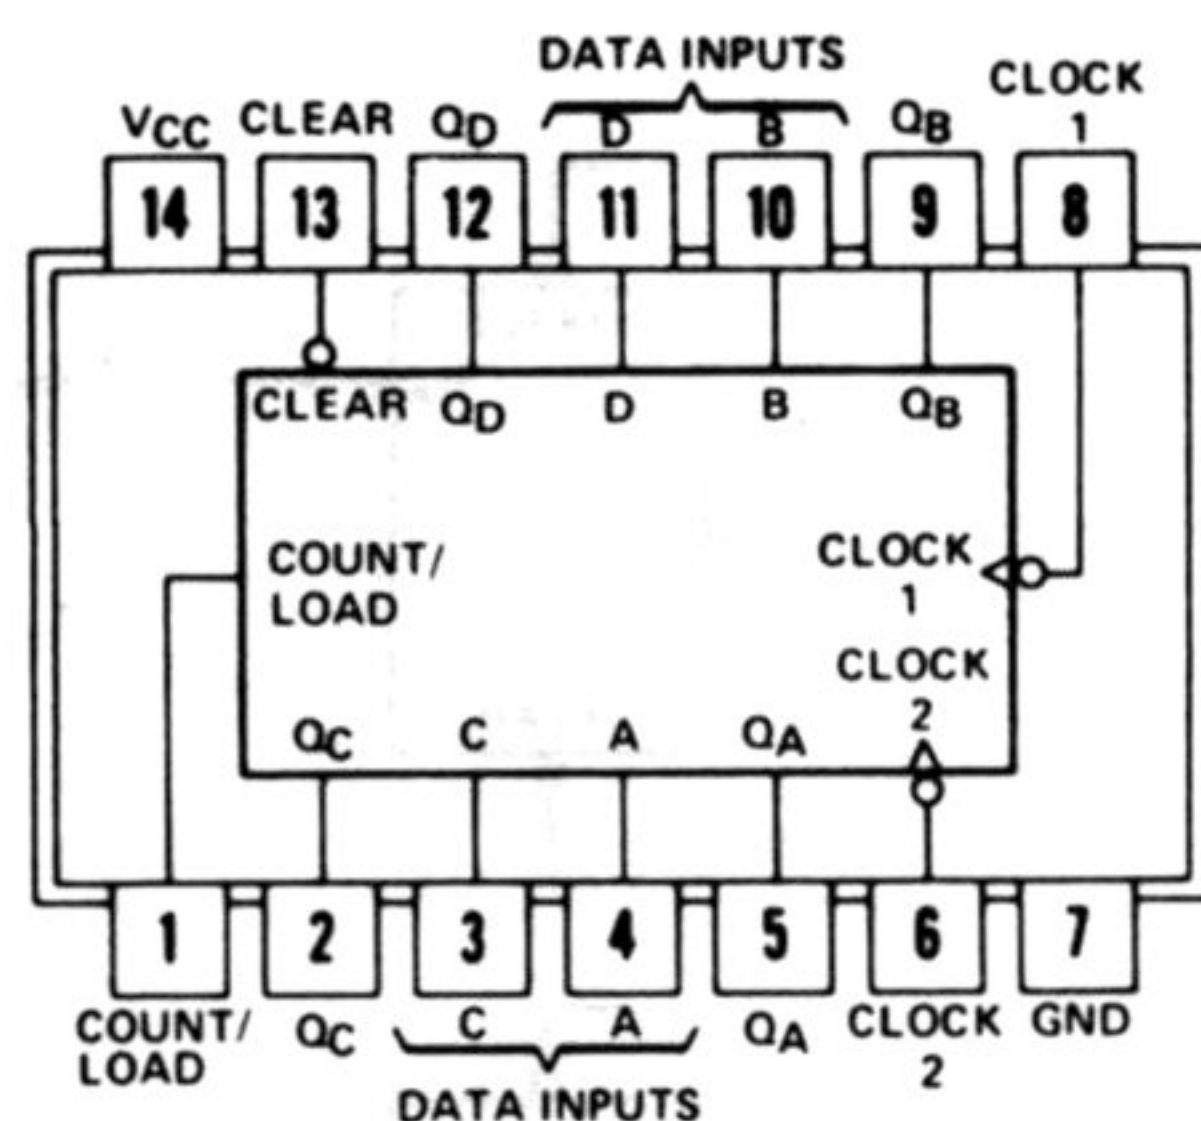 DATA INPUTS
VCC CLEAR QD D B QB CLOCK 1
14 13 12 11 10 9 8
CLEAR QD D B QB
COUNT/
LOAD
CLOCK
1
CLOCK
2
QC C A QA
1 2 3 4 5 6 7
COUNT/
LOAD
QC C A QA
CLOCK
2
GND
DATA INPUTS